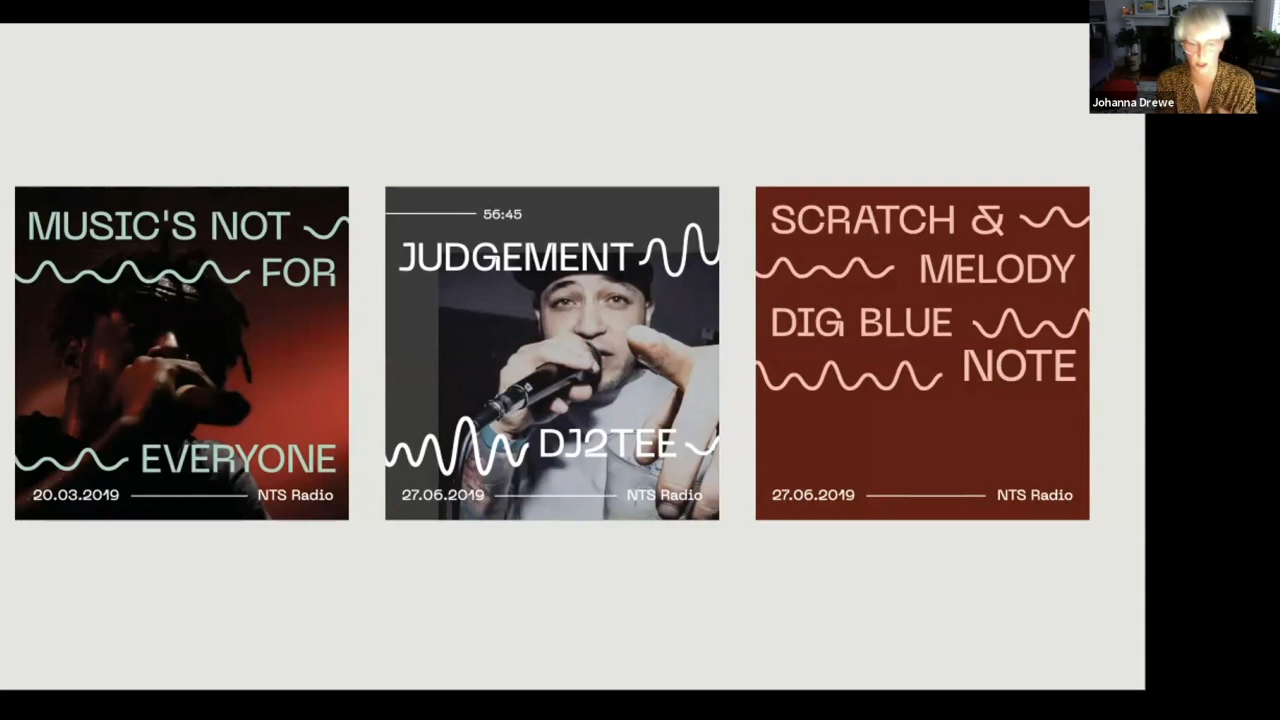 Johanna Drewe
MUSIC'S NOT
FOR
EVERYONE
20.03.2019 NTS Radio
56:45
JUDGEMENT
DJ2TEE
27.06.2019 NTS Radio
SCRATCH &
MELODY
DIG BLUE
NOTE
27.06.2019 NTS Radio